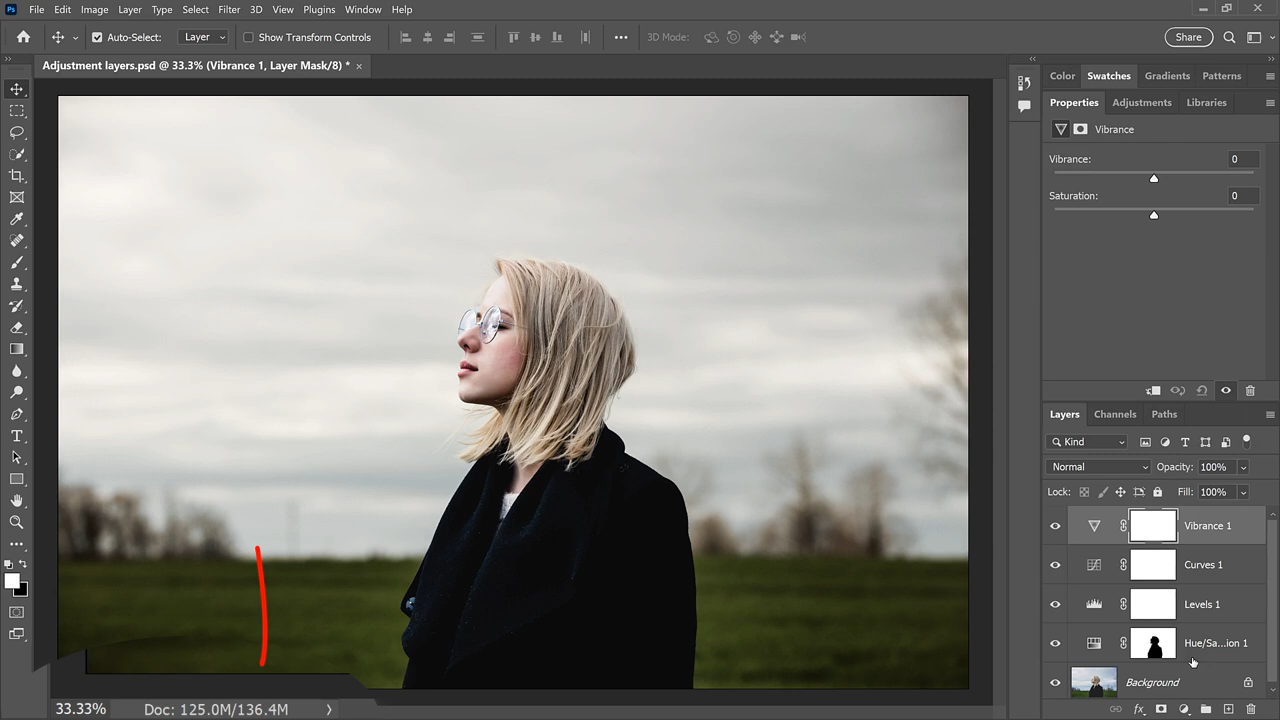 Ps File Edit Image Layer Type Select Filter 3D View Plugins Window Help
Auto-Select: Layer Show Transform Controls 3D Mode: Share
Adjustment layers.psd @ 33.3% (Vibrance 1, Layer Mask/8) * ×
Color Swatches Gradients Patterns
Properties Adjustments Libraries
Vibrance
Vibrance: 0
Saturation: 0
Layers Channels Paths
Kind
Normal Opacity: 100%
Lock: Fill: 100%
Vibrance 1
Curves 1
Levels 1
Hue/Sa...ion 1
Background
fx
33.33% Doc: 125.0M/136.4M